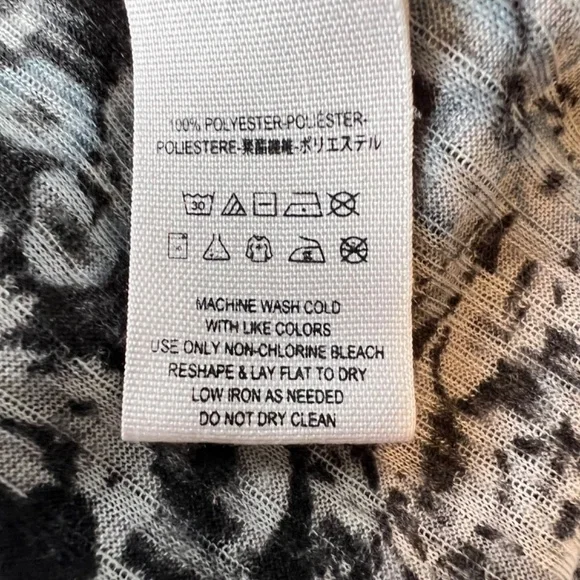 100% POLYESTER-POLIÉSTER-
POLIESTERE-聚酯纖維-ポリエステル
30
MACHINE WASH COLD
WITH LIKE COLORS
USE ONLY NON-CHLORINE BLEACH
RESHAPE & LAY FLAT TO DRY
LOW IRON AS NEEDED
DO NOT DRY CLEAN